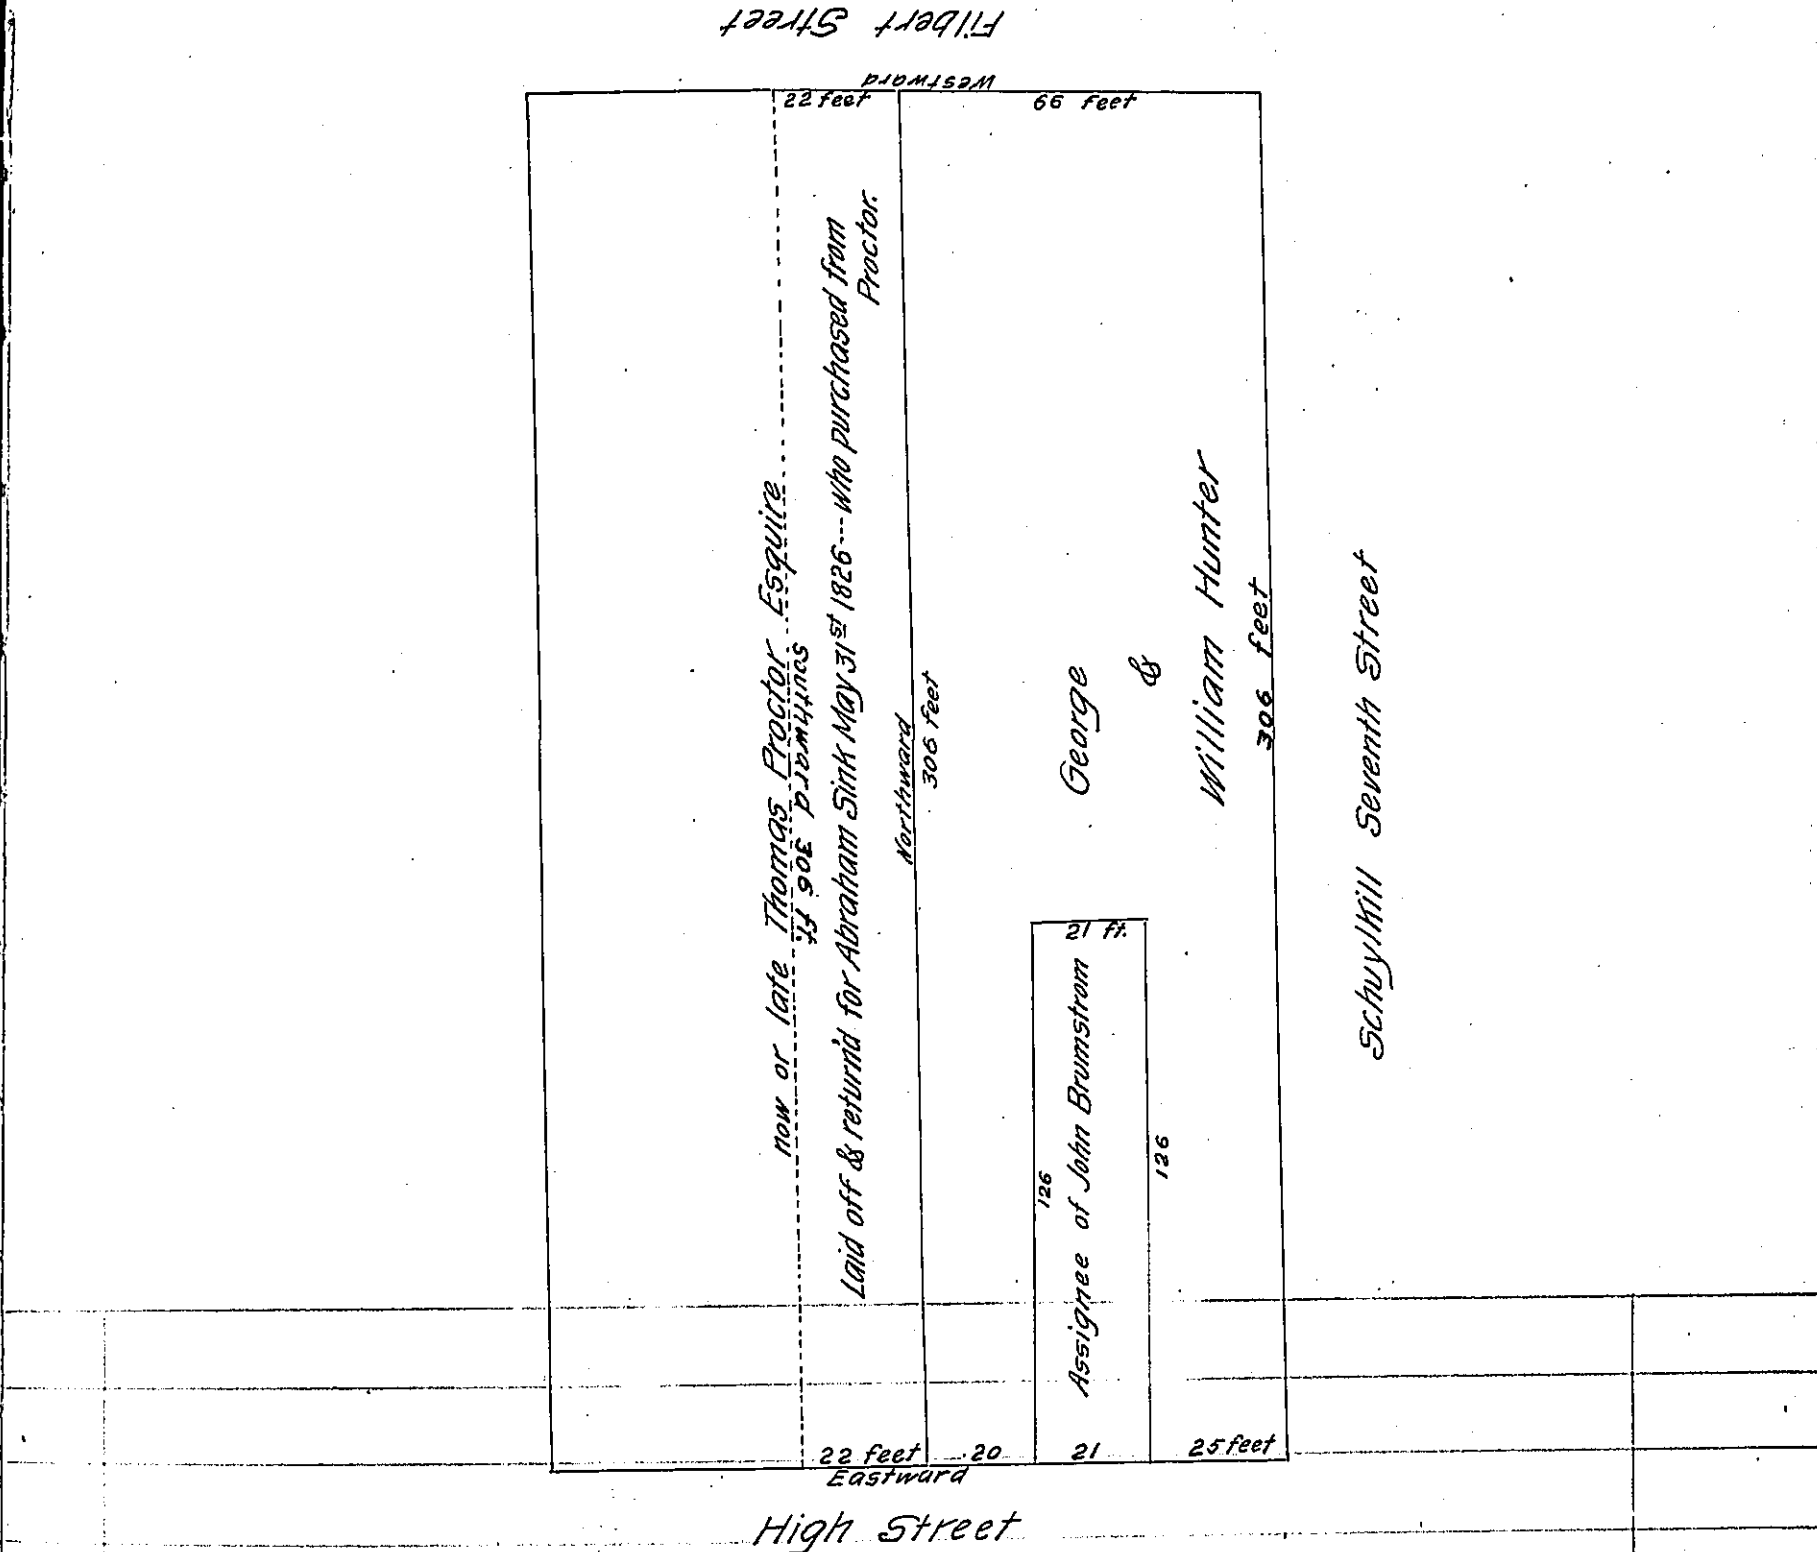 Filbert Street
Westward
22 feet
66 feet
now or late Thomas Proctor Esquire
Southward 306 ft.
Laid off & return'd for Abraham Sink May 31st 1826--- who purchased from
Proctor.
Northward
306 feet
George
&
William Hunter
306 feet
Schuylkill Seventh Street
21 ft.
126
Assignee of John Brumstrom
126
22 feet
20
21
25 feet
Eastward
High Street